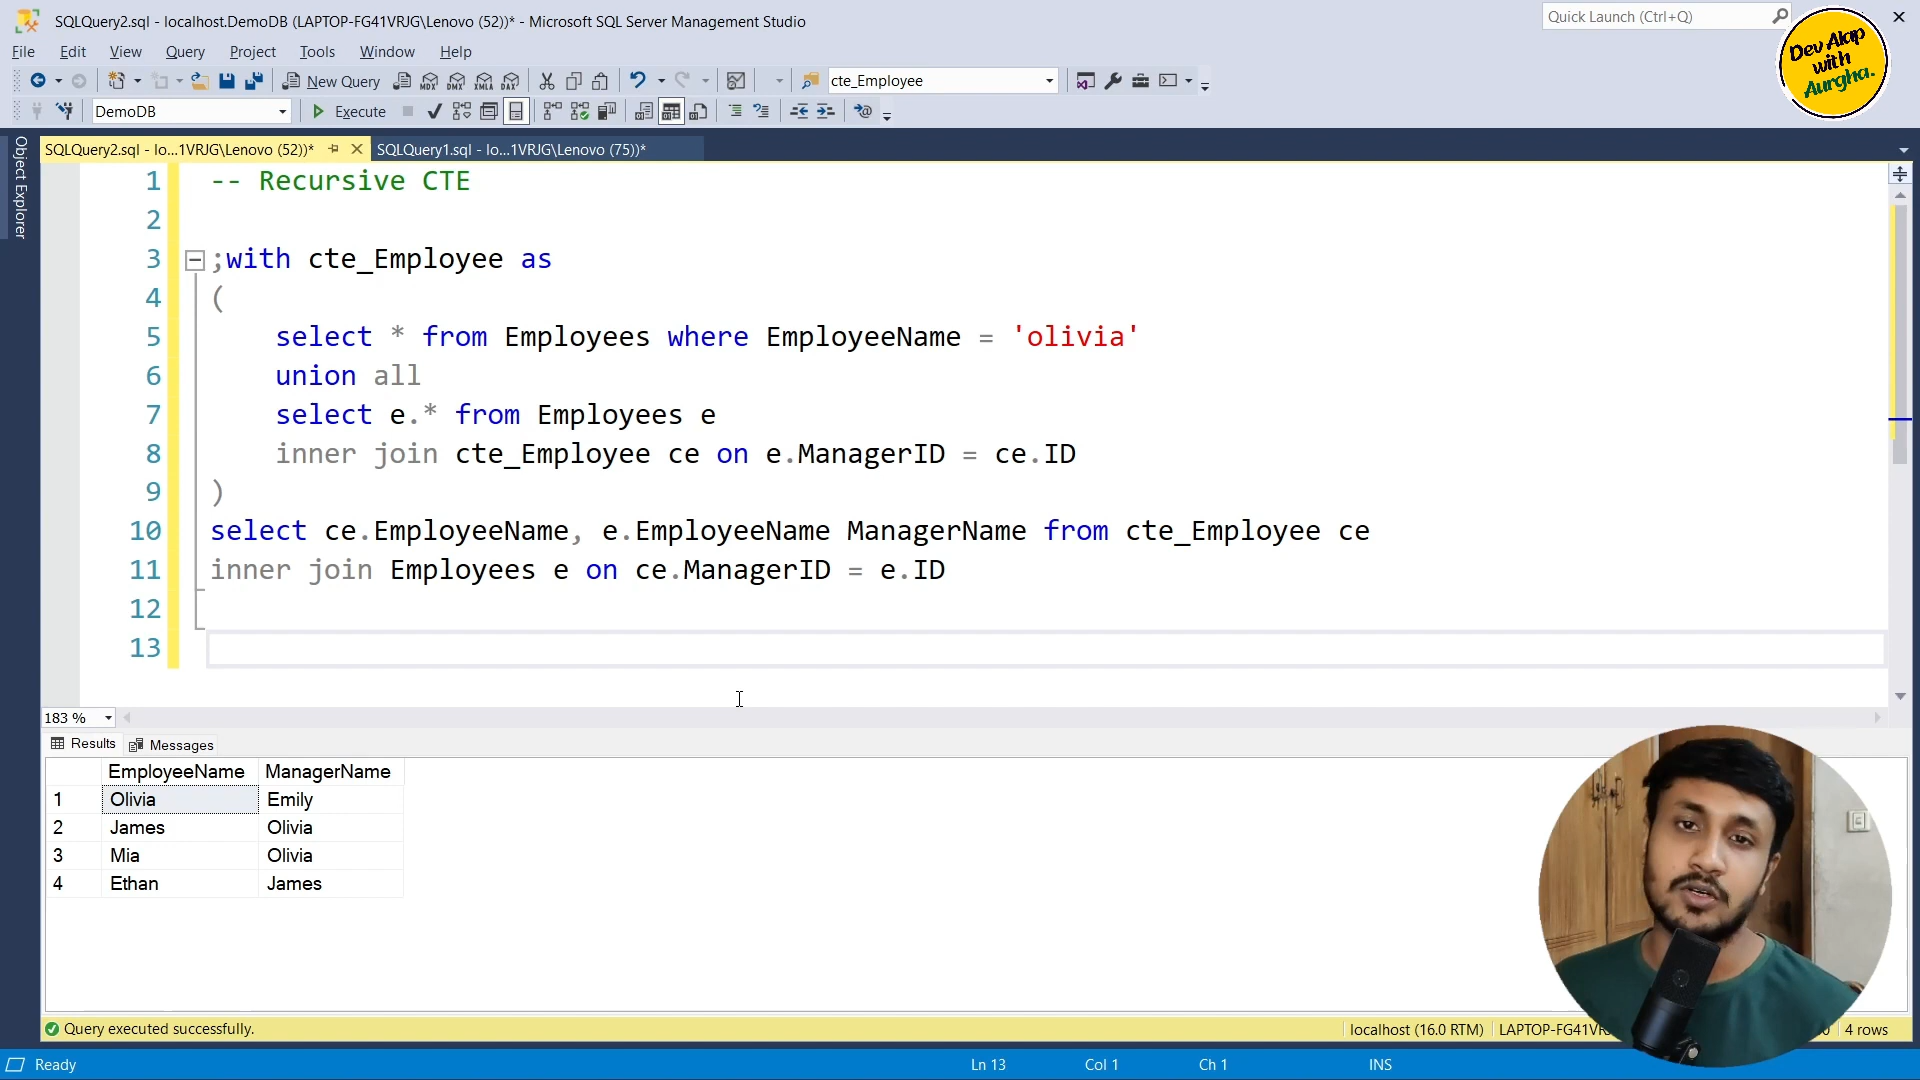 SQLQuery2.sql - localhost.DemoDB (LAPTOP-FG41VRJG\Lenovo (52))* - Microsoft SQL Server Management Studio
Quick Launch (Ctrl+Q)
Dev Alap
with
Aurgha.
File Edit View Query Project Tools Window Help
New Query
MDX DMX XMLA DAX
cte_Employee
DemoDB
Execute
Object Explorer
SQLQuery2.sql - lo...1VRJG\Lenovo (52))*
SQLQuery1.sql - lo...1VRJG\Lenovo (75))*
1 -- Recursive CTE
2
3 ;with cte_Employee as
4 (
5 select * from Employees where EmployeeName = 'olivia'
6 union all
7 select e.* from Employees e
8 inner join cte_Employee ce on e.ManagerID = ce.ID
9 )
10 select ce.EmployeeName, e.EmployeeName ManagerName from cte_Employee ce
11 inner join Employees e on ce.ManagerID = e.ID
12
13
183 %
Results Messages
EmployeeName ManagerName
1 Olivia Emily
2 James Olivia
3 Mia Olivia
4 Ethan James
Query executed successfully.
localhost (16.0 RTM)
4 rows
Ready
Ln 13
Col 1
Ch 1
INS